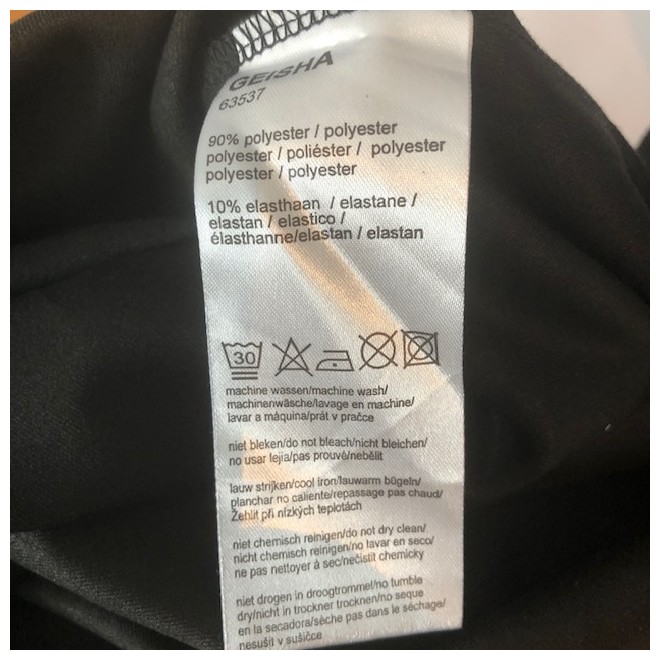 GEISHA
63537
90% polyester / polyester
polyester / poliéster / polyester
polyester / polyester
10% elasthaan / elastane /
elastan / elastico /
élasthanne/elastan / elastan
30
machine wassen/machine wash/
machinenwäsche/lavage en machine/
lavar a máquina/prát v pračce
niet bleken/do not bleach/nicht bleichen/
no usar lejia/pas prouvé/nebělit
lauw strijken/cool iron/lauwarm bügeln/
planchar no caliente/repassage pas chaud/
Žehlit při nízkých teplotách
niet chemisch reinigen/do not dry clean/
nicht chemisch reinigen/no lavar en seco/
ne pas nettoyer à sec/nečistit chemicky
niet drogen in droogtrommel/no tumble
dry/nicht in trockner trocknen/no seque
en la secadora/sèche pas dans le séchage/
nesušit v sušičce